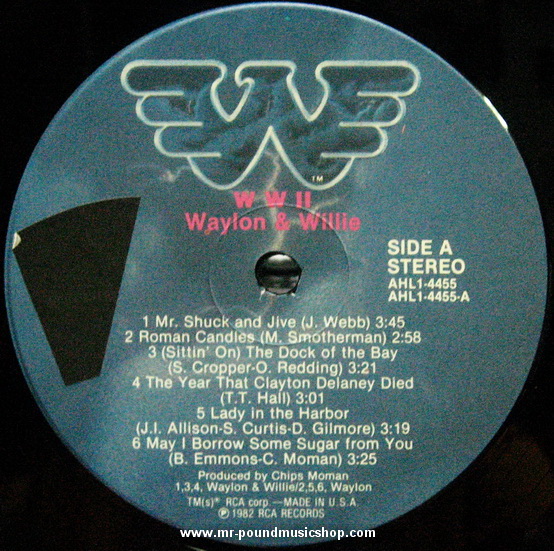 TM
W W II
Waylon & Willie
SIDE A
STEREO
AHL1-4455
AHL1-4455-A
1 Mr. Shuck and Jive (J. Webb) 3:45
2 Roman Candles (M. Smotherman) 2:58
3 (Sittin' On) The Dock of the Bay
(S. Cropper-O. Redding) 3:21
4 The Year That Clayton Delaney Died
(T.T. Hall) 3:01
5 Lady in the Harbor
(J.I. Allison-S. Curtis-D. Gilmore) 3:19
6 May I Borrow Some Sugar from You
(B. Emmons-C. Moman) 3:25
Produced by Chips Moman
1,3,4, Waylon & Willie/2,5,6, Waylon
TM(s)® RCA corp.—MADE IN U.S.A.
℗1982 RCA RECORDS
www.mr-poundmusicshop.com